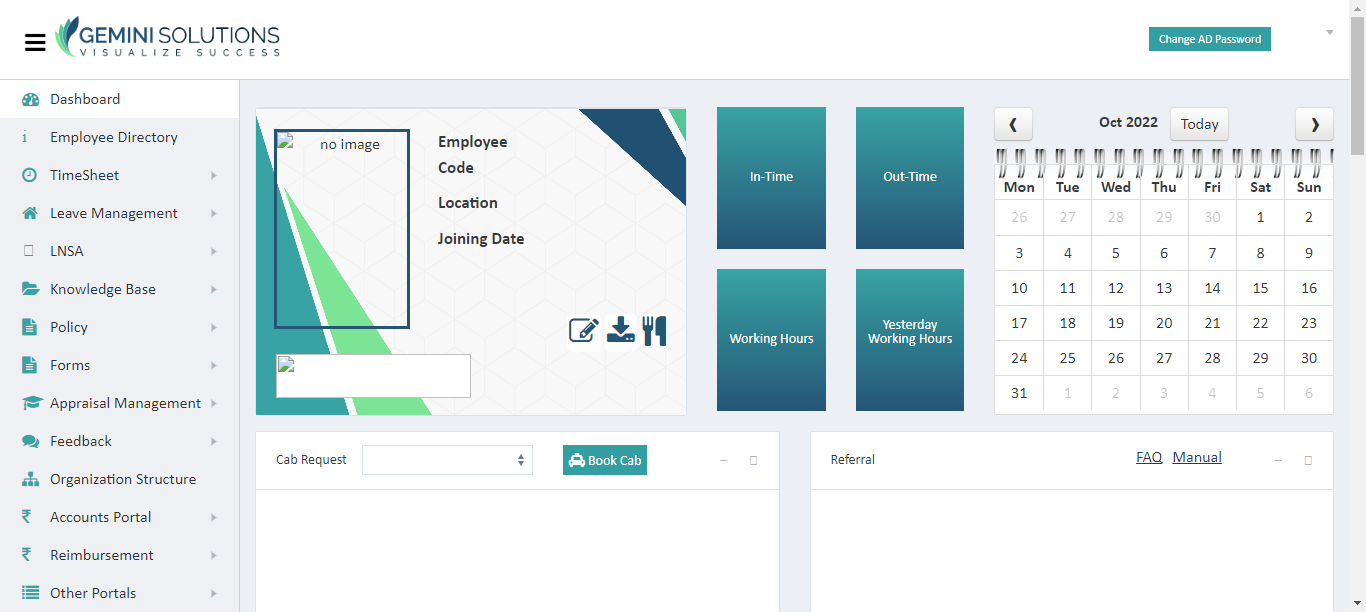 GEMINI SOLUTIONS
VISUALIZE SUCCESS
Change AD Password
Dashboard
Employee Directory
TimeSheet
Leave Management
LNSA
Knowledge Base
Policy
Forms
Appraisal Management
Feedback
Organization Structure
Accounts Portal
Reimbursement
Other Portals
no image
Employee
Code
Location
Joining Date
In-Time
Out-Time
Working Hours
Yesterday
Working Hours
Oct 2022
Today
Mon Tue Wed Thu Fri Sat Sun
26 27 28 29 30 1 2
3 4 5 6 7 8 9
10 11 12 13 14 15 16
17 18 19 20 21 22 23
24 25 26 27 28 29 30
31 1 2 3 4 5 6
Cab Request
Book Cab
Referral
FAQ Manual